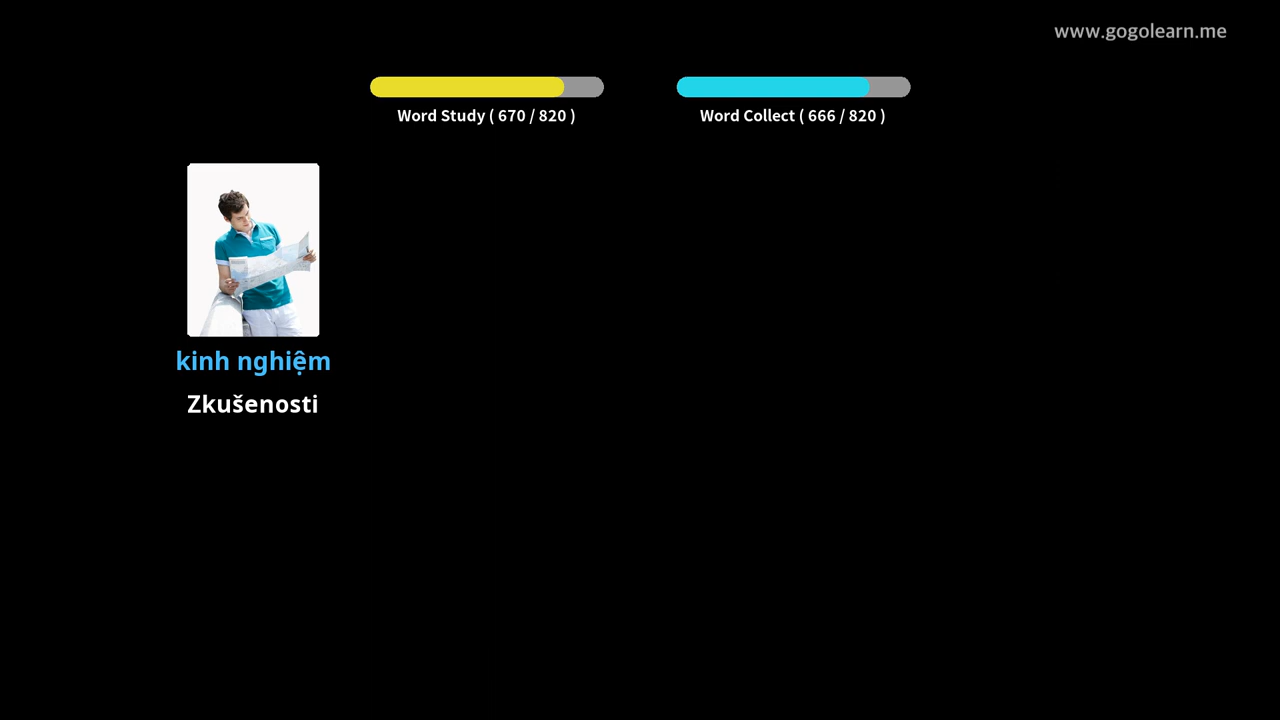 www.gogolearn.me
Word Study ( 670 / 820 )
Word Collect ( 666 / 820 )
kinh nghiệm
Zkušenosti